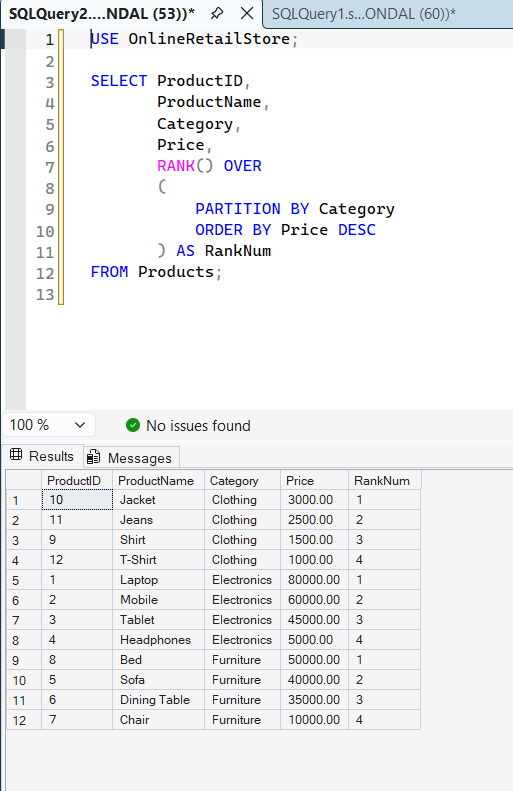 SQLQuery2....NDAL (53))* SQLQuery1.s...ONDAL (60))*
1 USE OnlineRetailStore;
2
3 SELECT ProductID,
4 ProductName,
5 Category,
6 Price,
7 RANK() OVER
8 (
9 PARTITION BY Category
10 ORDER BY Price DESC
11 ) AS RankNum
12 FROM Products;
13
100 % No issues found
Results Messages
ProductID ProductName Category Price RankNum
1 10 Jacket Clothing 3000.00 1
2 11 Jeans Clothing 2500.00 2
3 9 Shirt Clothing 1500.00 3
4 12 T-Shirt Clothing 1000.00 4
5 1 Laptop Electronics 80000.00 1
6 2 Mobile Electronics 60000.00 2
7 3 Tablet Electronics 45000.00 3
8 4 Headphones Electronics 5000.00 4
9 8 Bed Furniture 50000.00 1
10 5 Sofa Furniture 40000.00 2
11 6 Dining Table Furniture 35000.00 3
12 7 Chair Furniture 10000.00 4